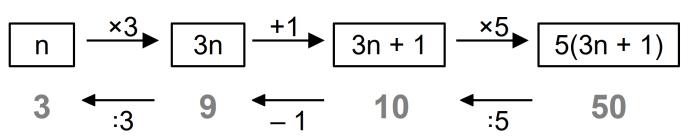 ×3 +1 ×5
n 3n 3n + 1 5(3n + 1)
3 9 10 50
:3 – 1 :5